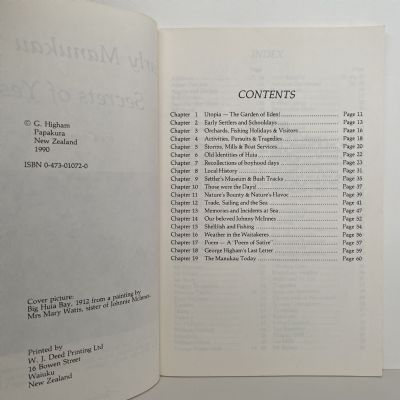 © G. Higham
Papakura
New Zealand
1990
ISBN 0-473-01072-0
Cover picture:
Big Huia Bay, 1912 from a painting by
Mrs Mary Watts, sister of Johnnie McInnes.
Printed by
W. J. Deed Printing Ltd
16 Bowen Street
Waiuku
New Zealand
CONTENTS
Chapter 1 Utopia — The Garden of Eden! Page 11
Chapter 2 Early Settlers and Schooldays Page 13
Chapter 3 Orchards, Fishing Holidays & Visitors Page 16
Chapter 4 Activities, Pursuits & Tragedies Page 18
Chapter 5 Storms, Mills & Boat Services Page 20
Chapter 6 Old Identities of Huia Page 22
Chapter 7 Recollections of boyhood days Page 23
Chapter 8 Local History Page 31
Chapter 9 Settler's Museum & Bush Tracks Page 35
Chapter 10 Those were the Days! Page 37
Chapter 11 Nature's Bounty & Nature's Havoc Page 39
Chapter 12 Trade, Sailing and the Sea Page 41
Chapter 13 Memories and Incidents at Sea Page 47
Chapter 14 Our beloved Johnny McInnes Page 52
Chapter 15 Shellfish and Fishing Page 54
Chapter 16 Weather in the Waitakeres Page 56
Chapter 17 Poem — A "Poem of Satire" Page 57
Chapter 18 George Higham's Last Letter Page 59
Chapter 19 The Manukau Today Page 60